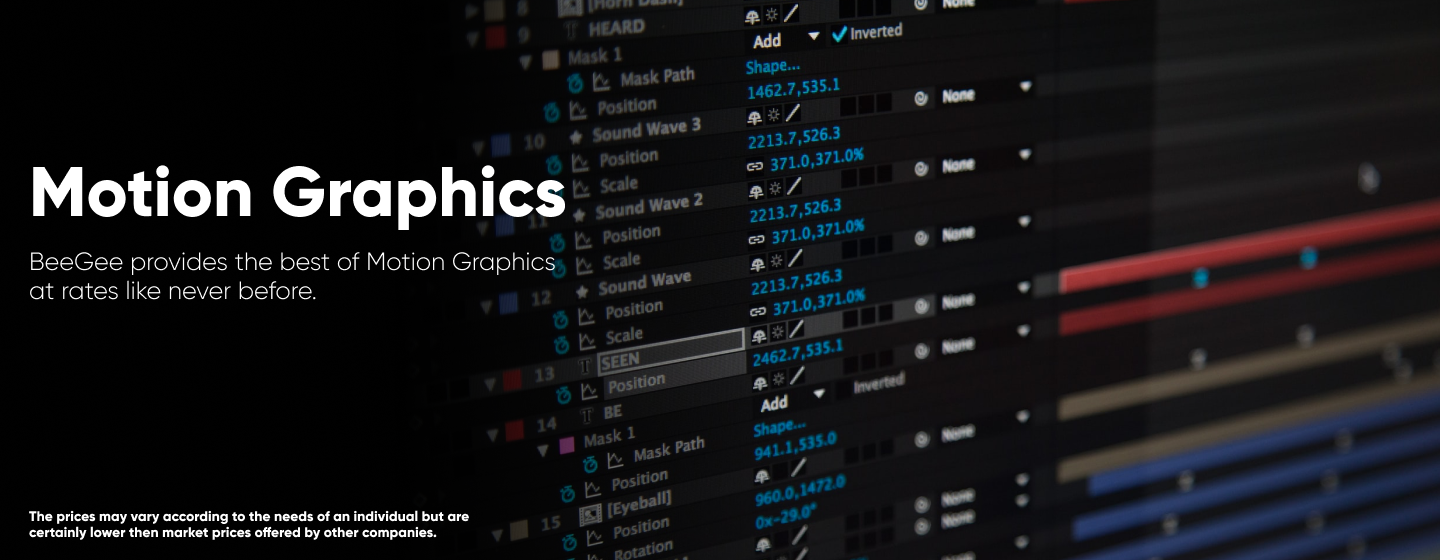 8 [Horn Dash] None
9 HEARD
Mask 1 Add Inverted
Mask Path Shape...
Position 1462.7,535.1
10 Sound Wave 3 None
Position 2213.7,526.3
Scale 371.0,371.0%
11 Sound Wave 2 None
Position 2213.7,526.3
Scale 371.0,371.0%
12 Sound Wave None
Position 2213.7,526.3
Scale 371.0,371.0%
13 SEEN None
Position 2462.7,535.1
14 BE None
Mask 1 Add Inverted
Mask Path Shape...
Position 941.1,535.0
15 [Eyeball] None
Position 960.0,1472.0
Rotation 0x-29.0°
None
None
Motion Graphics
BeeGee provides the best of Motion Graphics
at rates like never before.
The prices may vary according to the needs of an individual but are
certainly lower then market prices offered by other companies.